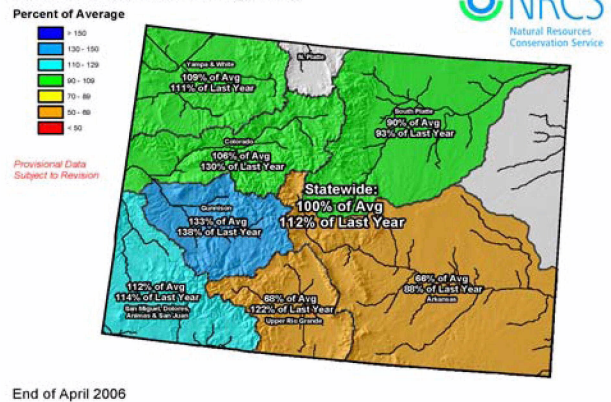 NRCS
Natural Resources
Conservation Service
Percent of Average
> 150
130 - 150
110 - 129
90 - 109
70 - 89
50 - 69
< 50
Provisional Data
Subject to Revision
N. Platte
Yampa & White
109% of Avg
111% of Last Year
South Platte
90% of Avg
93% of Last Year
Colorado
106% of Avg
130% of Last Year
Statewide:
100% of Avg
112% of Last Year
Gunnison
133% of Avg
138% of Last Year
112% of Avg
114% of Last Year
San Miguel, Dolores,
Animas & San Juan
68% of Avg
122% of Last Year
Upper Rio Grande
66% of Avg
88% of Last Year
Arkansas
End of April 2006